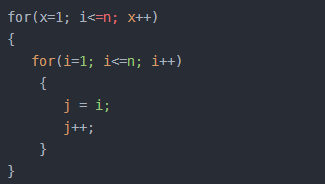 for(x=1; i<=n; x++)
{
   for(i=1; i<=n; i++)
    {
       j = i;
       j++;
    }
}